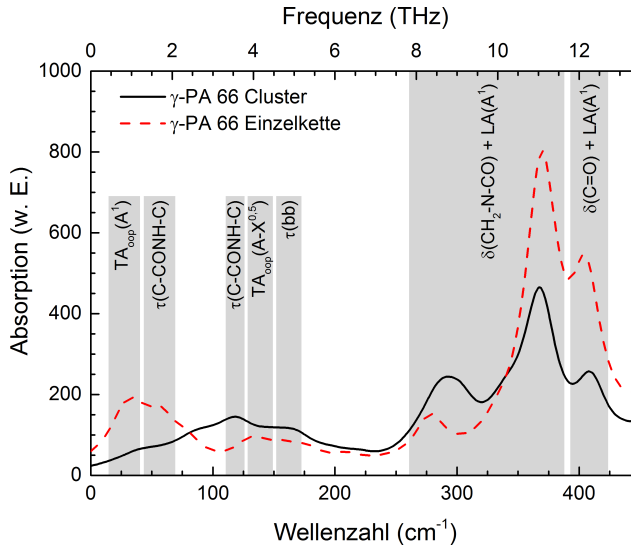 Frequenz (THz)
0 2 4 6 8 10 12
1000
800
600
400
200
0
Absorption (w. E.)
γ-PA 66 Cluster
γ-PA 66 Einzelkette
TAoop(A¹)
τ(C-CONH-C)
τ(C-CONH-C)
TAoop(A-X⁰,⁵)
τ(bb)
δ(CH₂-N-CO) + LA(A¹)
δ(C=O) + LA(A¹)
0 100 200 300 400
Wellenzahl (cm⁻¹)